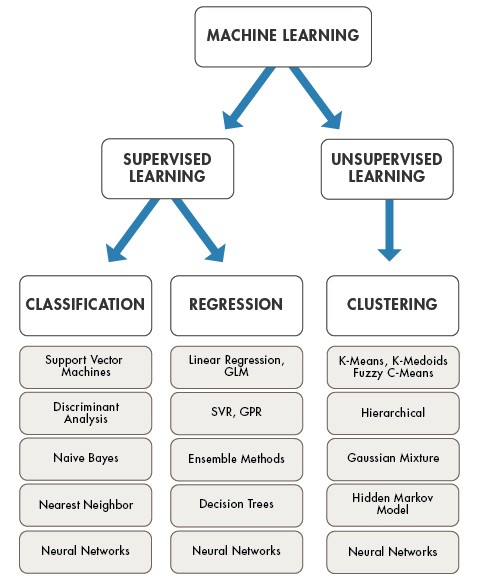 MACHINE LEARNING
SUPERVISED
LEARNING
UNSUPERVISED
LEARNING
CLASSIFICATION
REGRESSION
CLUSTERING
Support Vector
Machines
Linear Regression,
GLM
K-Means, K-Medoids
Fuzzy C-Means
Discriminant
Analysis
SVR, GPR
Hierarchical
Naive Bayes
Ensemble Methods
Gaussian Mixture
Nearest Neighbor
Decision Trees
Hidden Markov
Model
Neural Networks
Neural Networks
Neural Networks